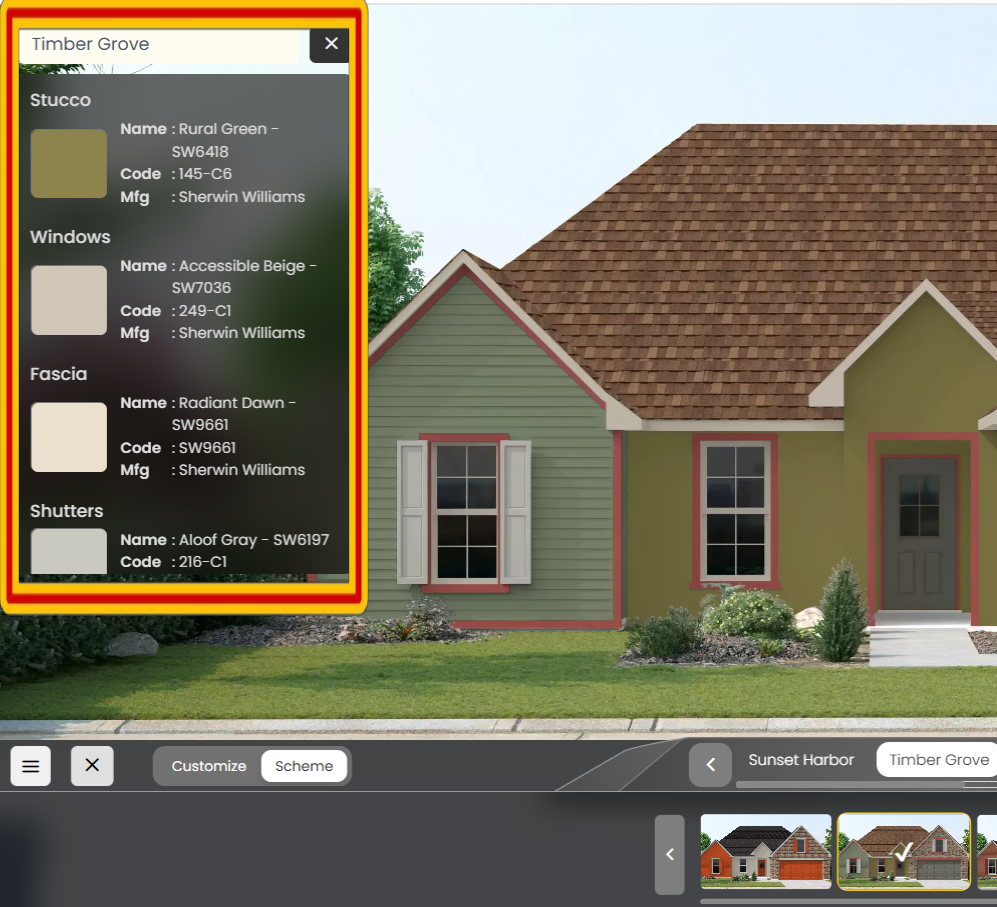 Timber Grove
Stucco
Name : Rural Green -
SW6418
Code : 145-C6
Mfg : Sherwin Williams
Windows
Name : Accessible Beige -
SW7036
Code : 249-C1
Mfg : Sherwin Williams
Fascia
Name : Radiant Dawn -
SW9661
Code : SW9661
Mfg : Sherwin Williams
Shutters
Name : Aloof Gray - SW6197
Code : 216-C1
Customize Scheme
Sunset Harbor Timber Grove